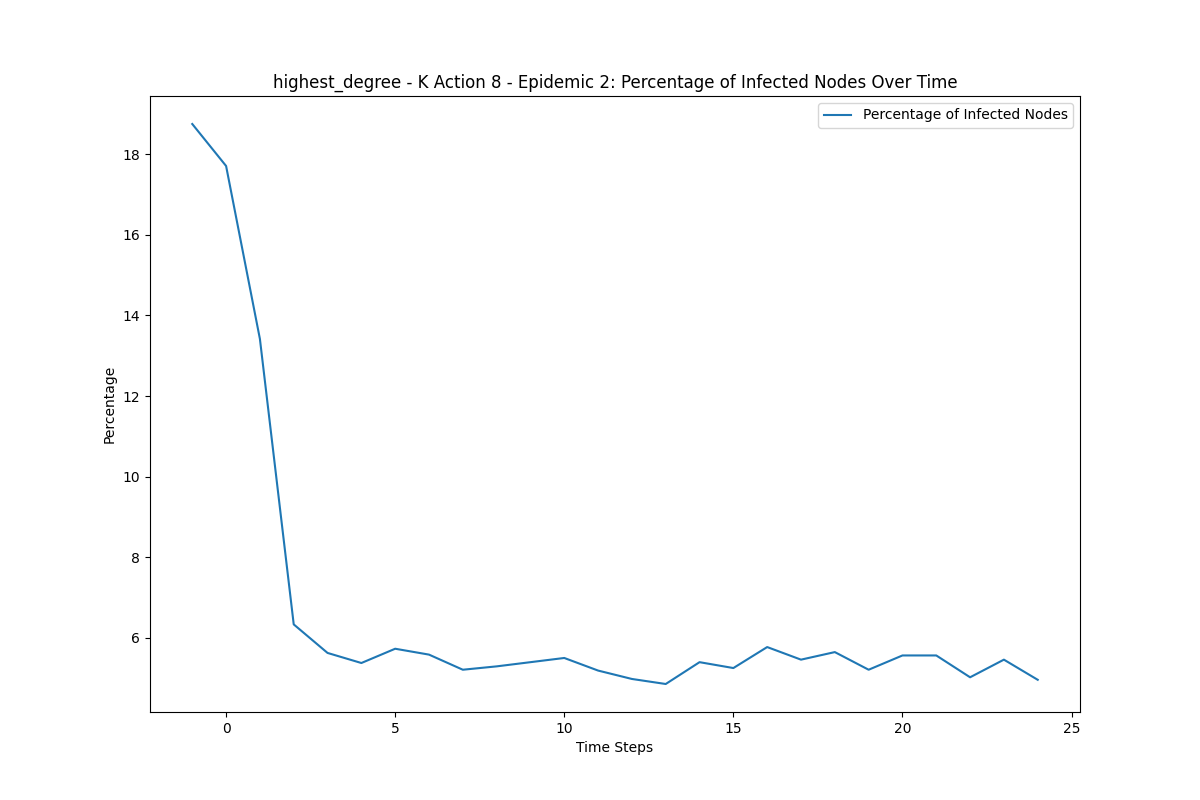 highest_degree - K Action 8 - Epidemic 2: Percentage of Infected Nodes Over Time
Percentage of Infected Nodes
18
16
14
12
10
8
6
Percentage
0 5 10 15 20 25
Time Steps